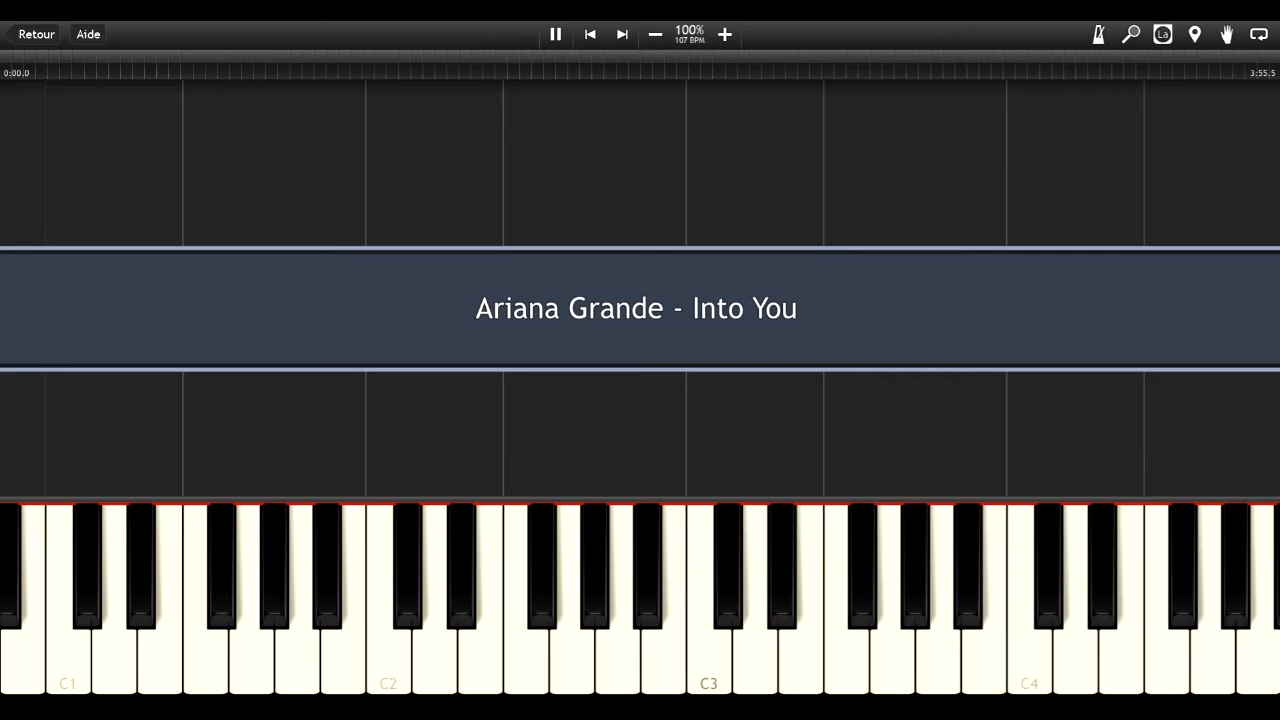 Retour
Aide
100%
107 BPM
La
0:00.0
3:55.5
Ariana Grande - Into You
C1
C2
C3
C4